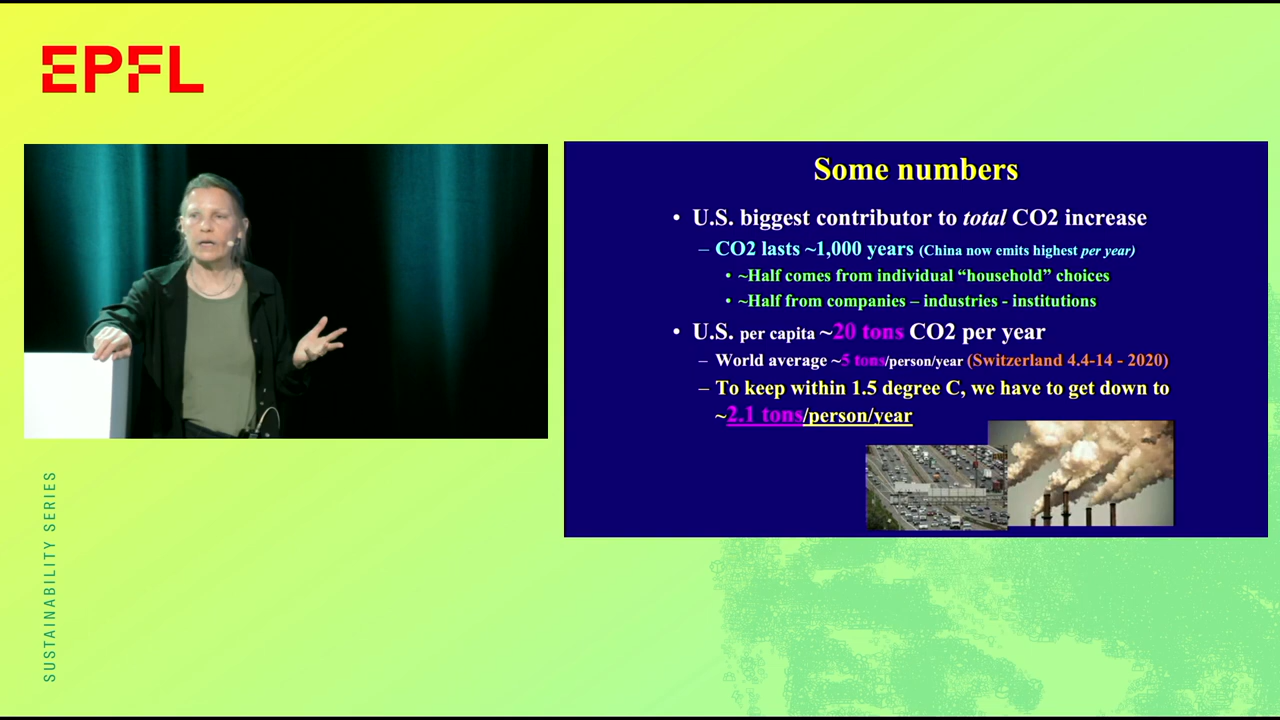 EPFL
SUSTAINABILITY SERIES
Some numbers
• U.S. biggest contributor to total CO2 increase
– CO2 lasts ~1,000 years (China now emits highest per year)
• ~Half comes from individual “household” choices
• ~Half from companies – industries - institutions
• U.S. per capita ~20 tons CO2 per year
– World average ~5 tons/person/year (Switzerland 4.4-14 - 2020)
– To keep within 1.5 degree C, we have to get down to
~2.1 tons/person/year